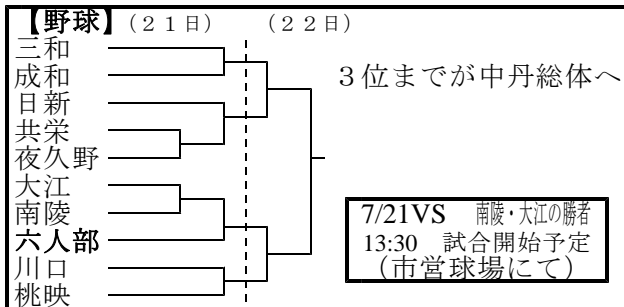 【野球】（２１日）（２２日）
三和
成和
３位までが中丹総体へ
日新
共栄
夜久野
大江
南陵
六人部
川口
桃映
7/21VS 南陵・大江の勝者
13:30 試合開始予定
（市営球場にて）